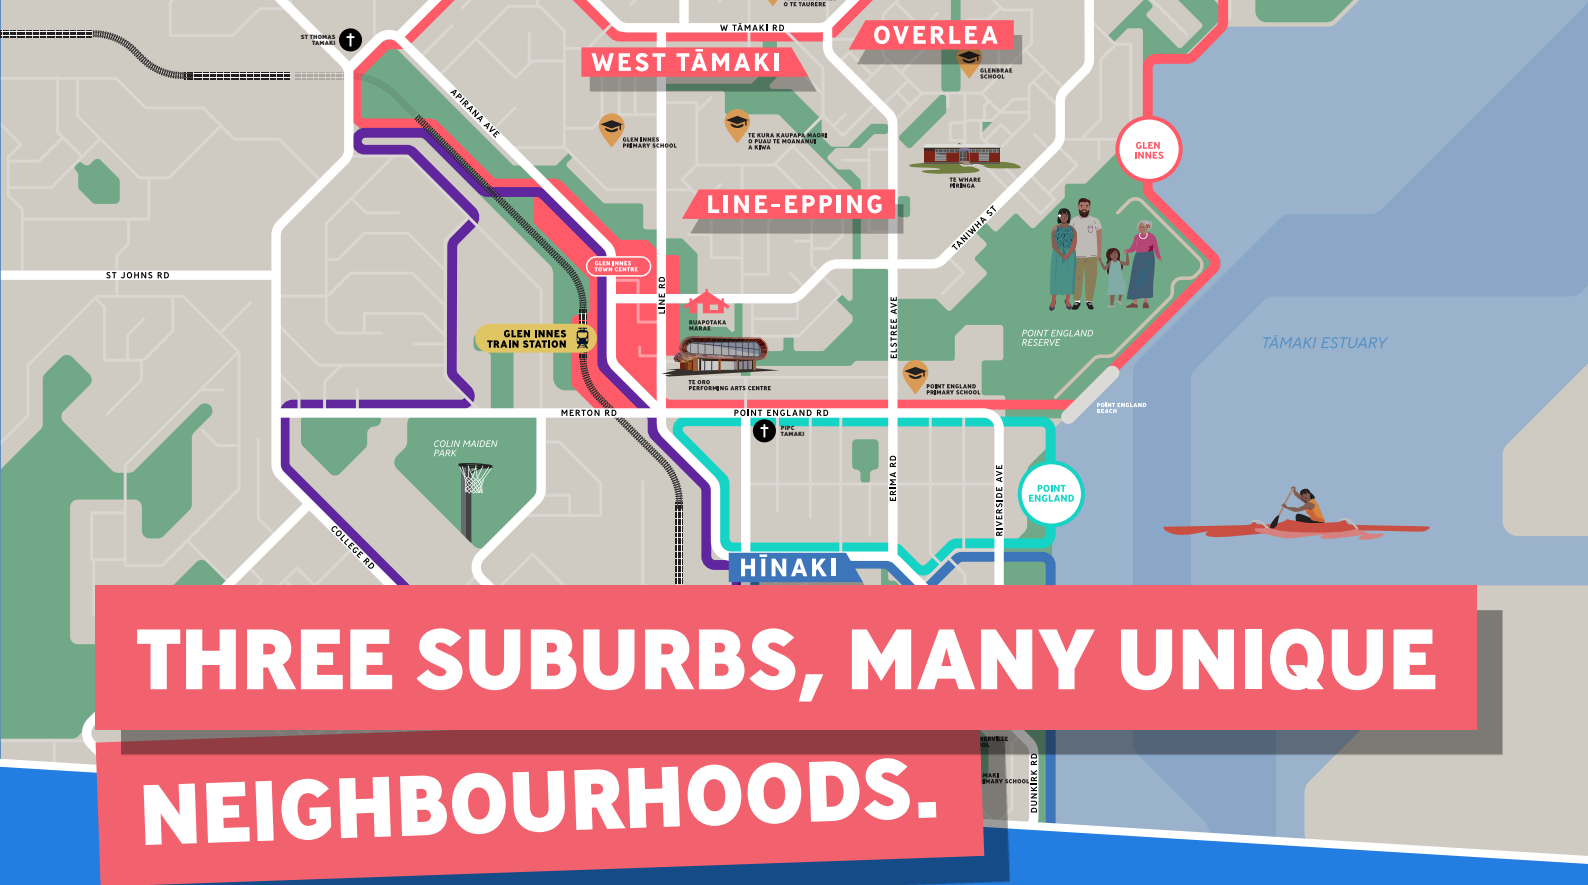 O TE TAURERE
W TĀMAKI RD
OVERLEA
ST THOMAS
TAMAKI
WEST TĀMAKI
GLENBRAE
SCHOOL
APIRANA AVE
GLEN INNES
PRIMARY SCHOOL
TE KURA KAUPAPA MAORI
O PUAU TE MOANANUI
A KIWA
GLEN
INNES
TE WHARE
PIRINGA
LINE-EPPING
TANIWHA ST
ST JOHNS RD
GLEN INNES
TOWN CENTRE
LINE RD
RUAPOTAKA
MARAE
ELSTREE AVE
POINT ENGLAND
RESERVE
TĀMAKI ESTUARY
GLEN INNES
TRAIN STATION
TE ORO
PERFORMING ARTS CENTRE
POINT ENGLAND
PRIMARY SCHOOL
POINT ENGLAND
BEACH
MERTON RD
POINT ENGLAND RD
PIPC
TAMAKI
COLIN MAIDEN
PARK
ERIMA RD
RIVERSIDE AVE
POINT
ENGLAND
COLLEGE RD
HĪNAKI
THREE SUBURBS, MANY UNIQUE
NEIGHBOURHOODS.
DUNKIRK RD